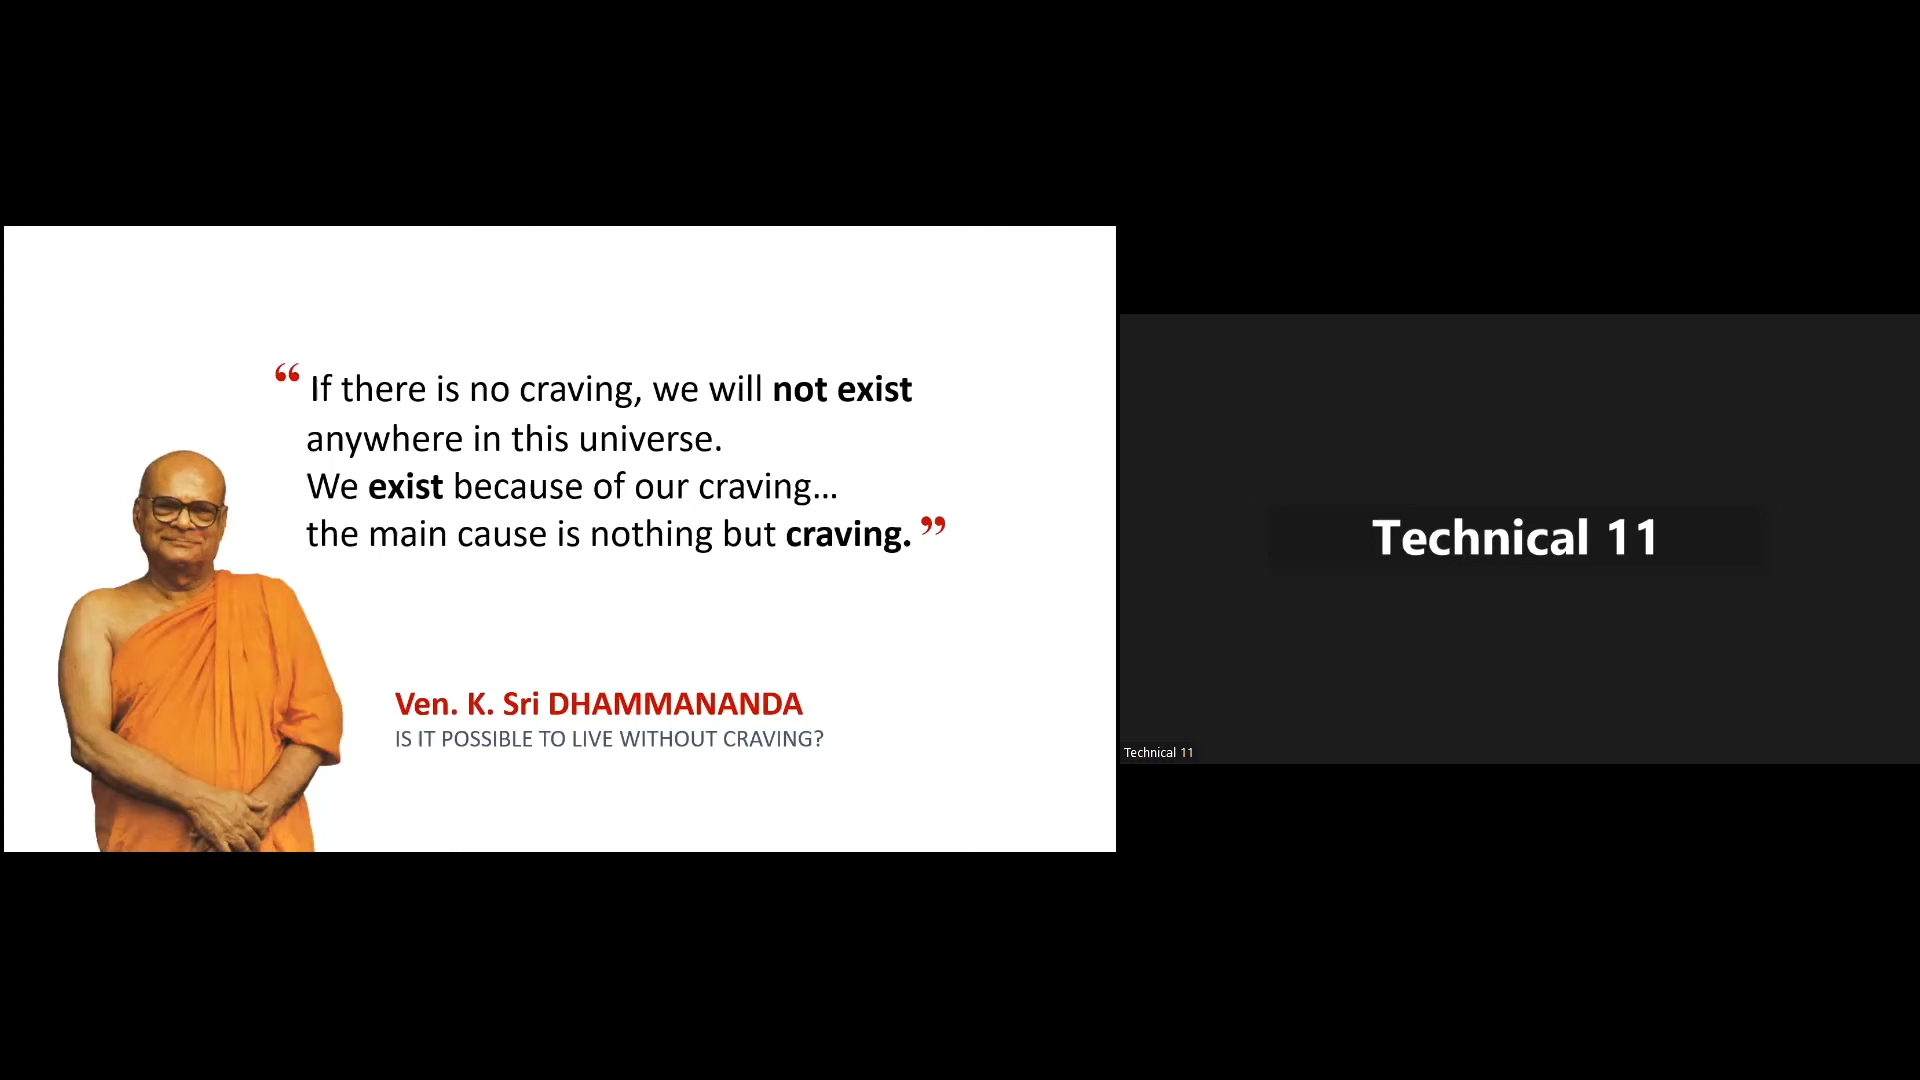 “ If there is no craving, we will not exist
anywhere in this universe.
We exist because of our craving...
the main cause is nothing but craving. ”
Ven. K. Sri DHAMMANANDA
IS IT POSSIBLE TO LIVE WITHOUT CRAVING?
Technical 11
Technical 11